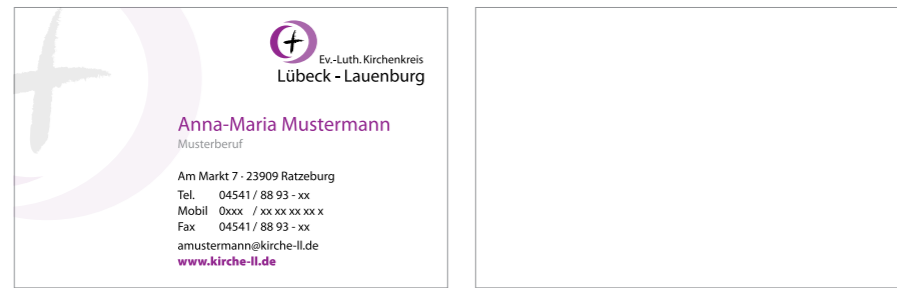 Ev.-Luth. Kirchenkreis
Lübeck - Lauenburg
Anna-Maria Mustermann
Musterberuf
Am Markt 7 · 23909 Ratzeburg
Tel. 04541 / 88 93 - xx
Mobil 0xxx / xx xx xx xx x
Fax 04541 / 88 93 - xx
amustermann@kirche-ll.de
www.kirche-ll.de